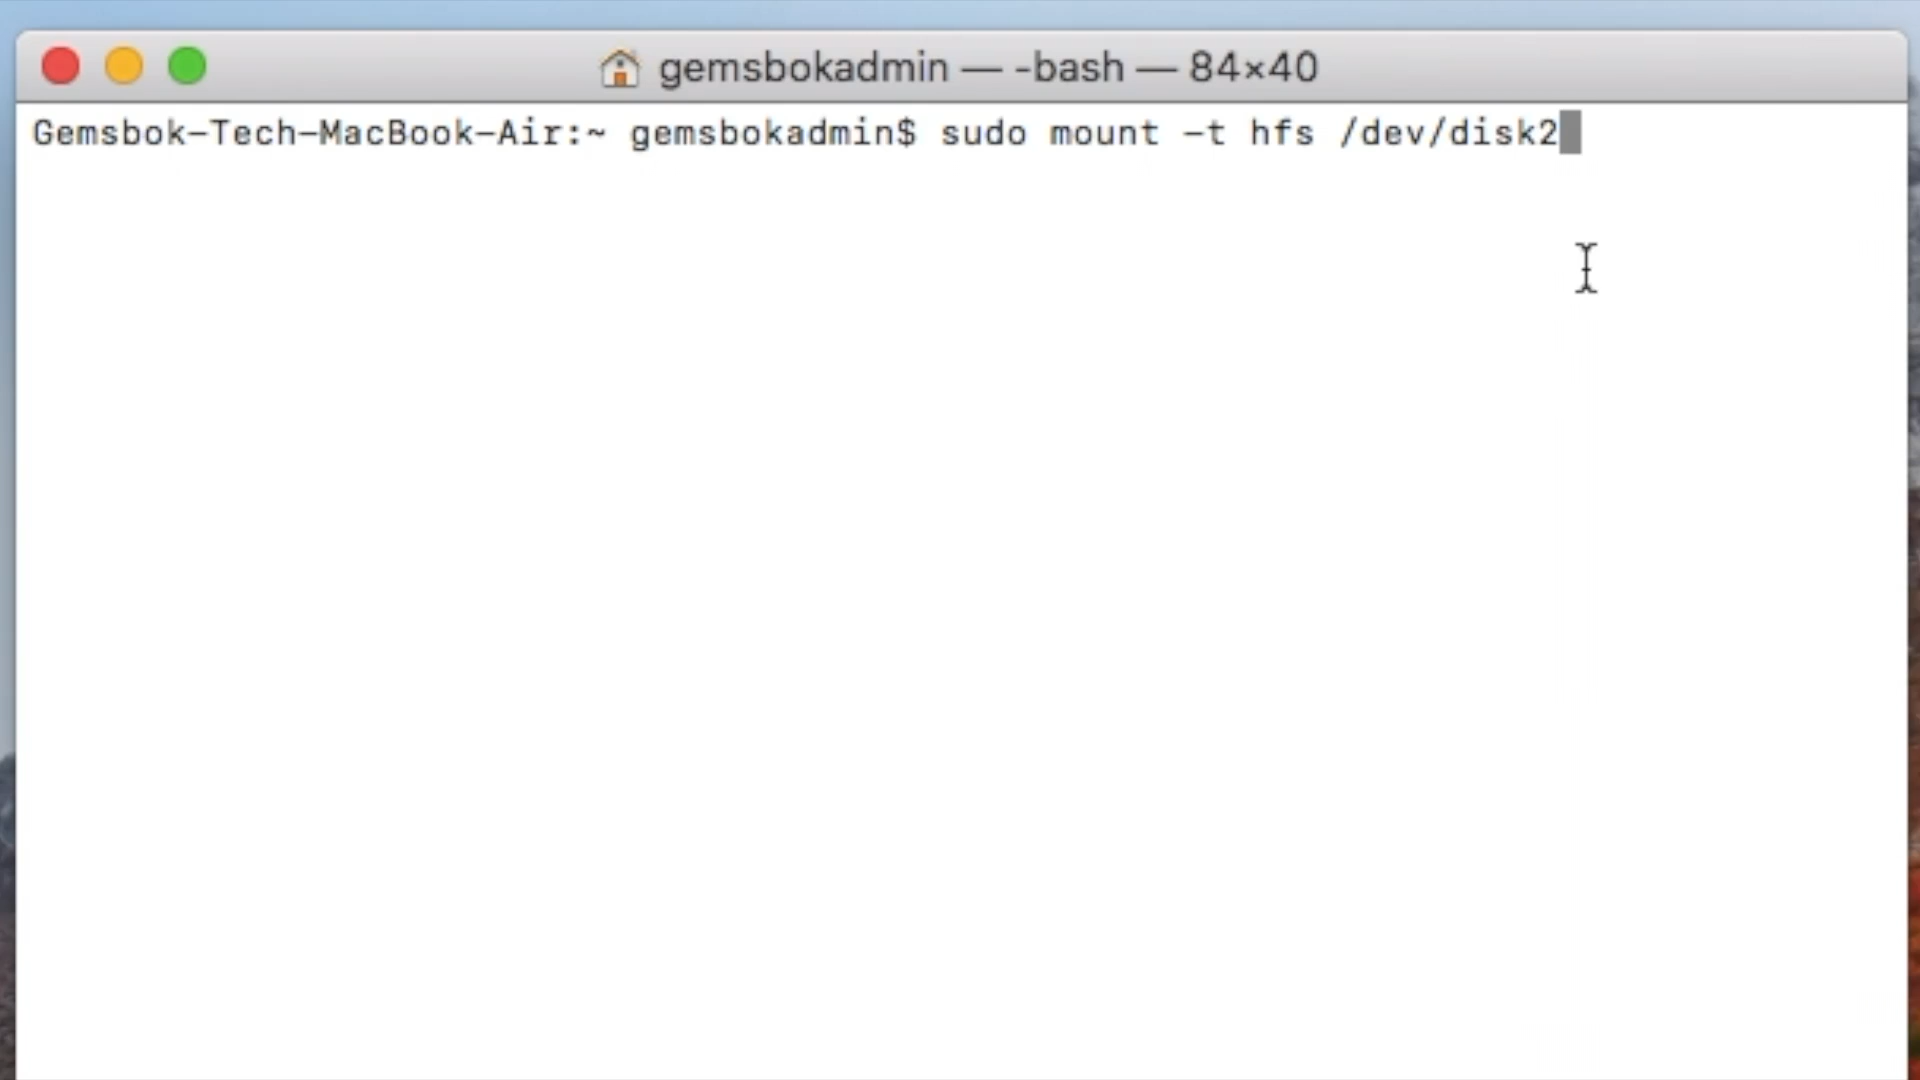 gemsbokadmin — -bash — 84×40
Gemsbok-Tech-MacBook-Air:~ gemsbokadmin$ sudo mount -t hfs /dev/disk2